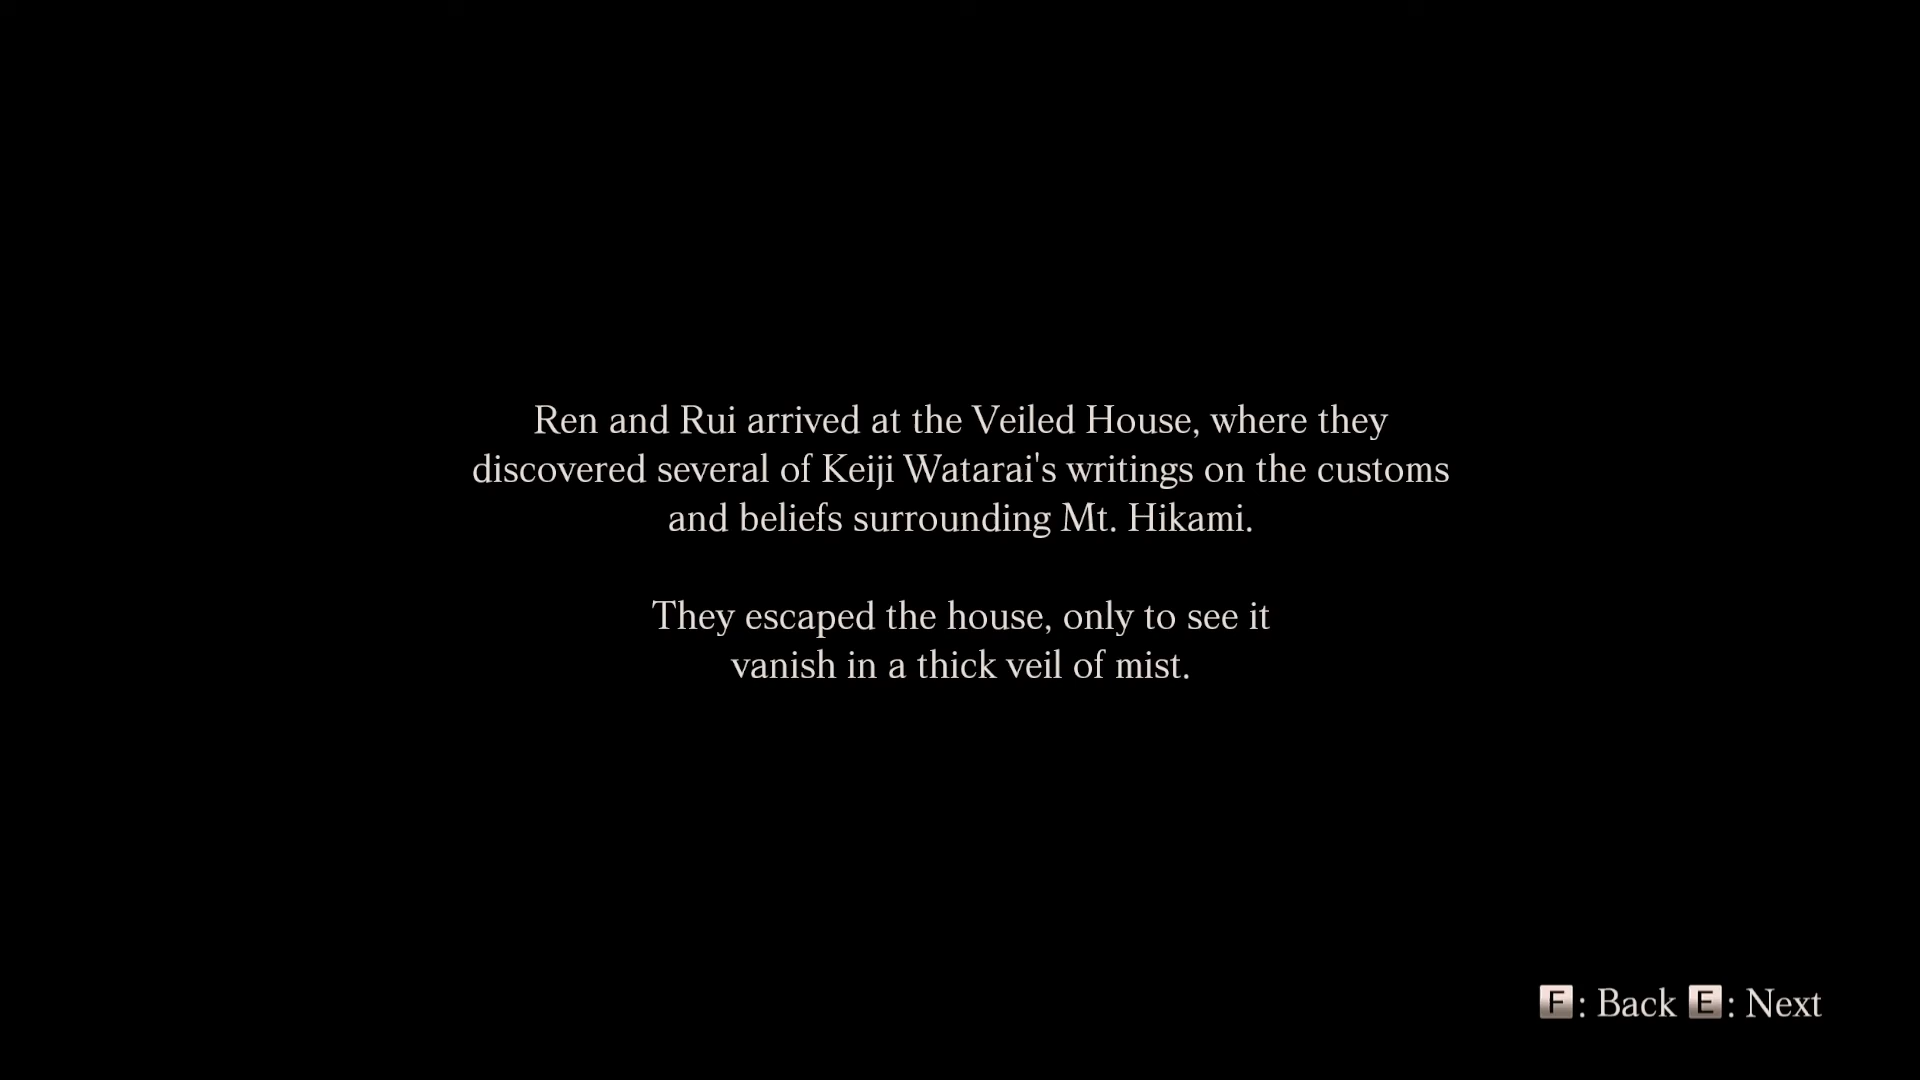 Ren and Rui arrived at the Veiled House, where they
discovered several of Keiji Watarai's writings on the customs
and beliefs surrounding Mt. Hikami.
They escaped the house, only to see it
vanish in a thick veil of mist.
F: Back E: Next